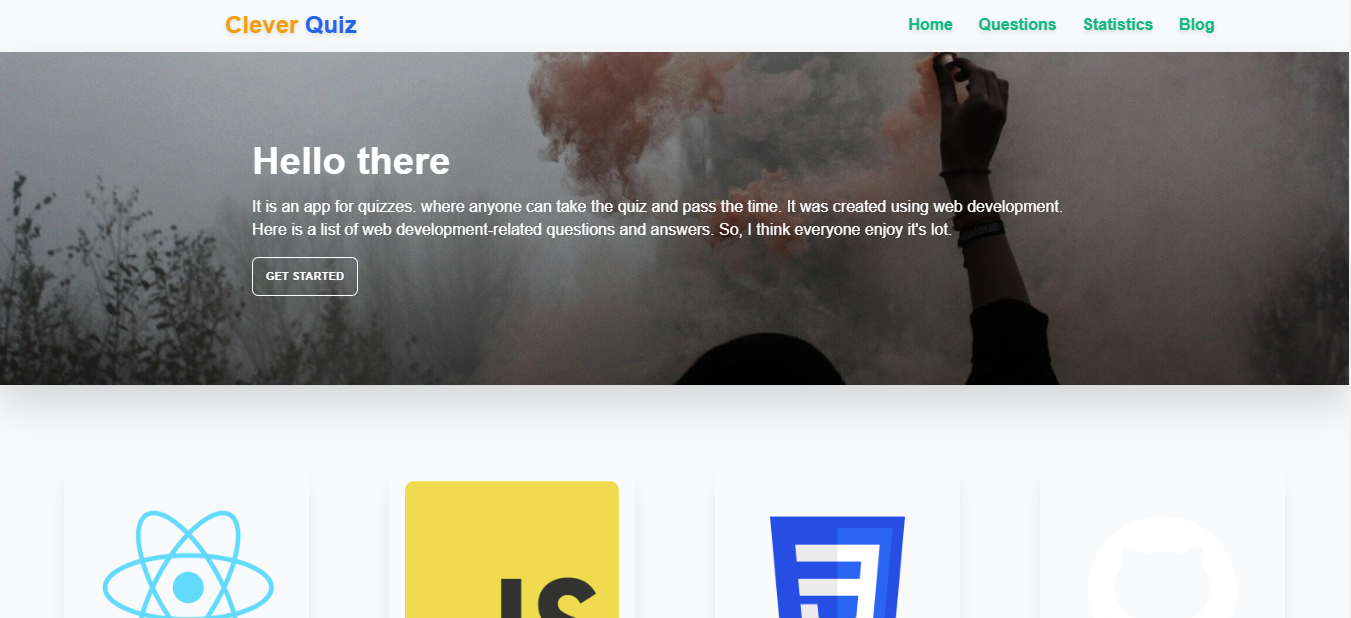 Clever Quiz
Home Questions Statistics Blog
Hello there
It is an app for quizzes. where anyone can take the quiz and pass the time. It was created using web development.
Here is a list of web development-related questions and answers. So, I think everyone enjoy it's lot.
GET STARTED
JS